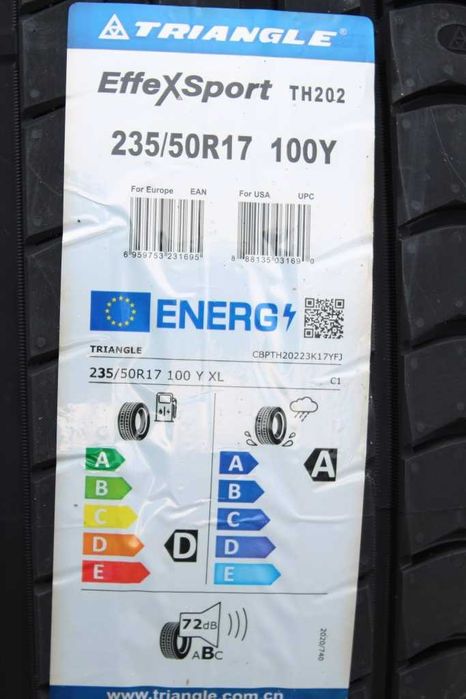 TRIANGLE®
EffeXSport TH202
235/50R17 100Y
For Europe EAN For USA UPC
6 959753 231695 8 88135 03169 0
ENERG
TRIANGLE CBPTH20223K17YFJ
235/50R17 100 Y XL C1
A A A
B B
C C
D D D
E E
72dB
ABC
2020/740
www.triangle.com.cn